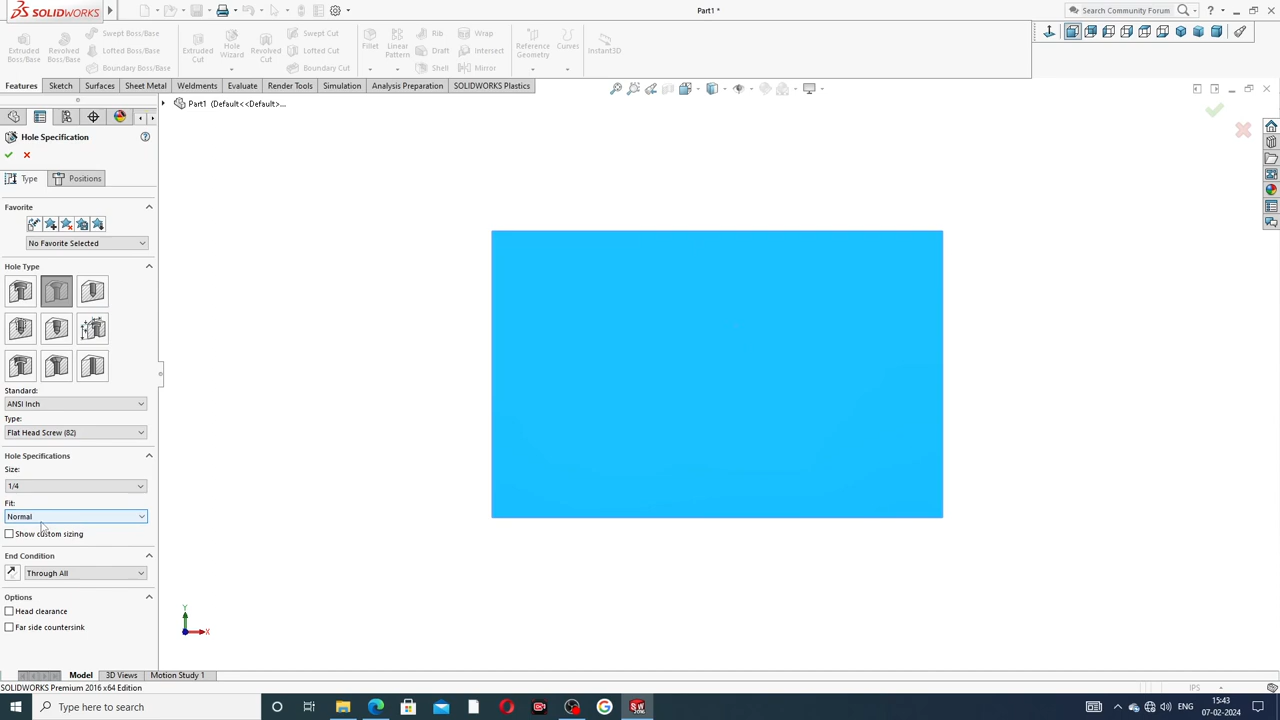 SOLIDWORKS
Part1 *
Search Community Forum
Extruded Boss/Base
Revolved Boss/Base
Swept Boss/Base
Lofted Boss/Base
Boundary Boss/Base
Extruded Cut
Hole Wizard
Revolved Cut
Swept Cut
Lofted Cut
Boundary Cut
Fillet
Linear Pattern
Rib
Draft
Shell
Wrap
Intersect
Mirror
Reference Geometry
Curves
Instant3D
Features
Sketch
Surfaces
Sheet Metal
Weldments
Evaluate
Render Tools
Simulation
Analysis Preparation
SOLIDWORKS Plastics
Part1 (Default<<Default>...
Hole Specification
Type
Positions
Favorite
No Favorite Selected
Hole Type
Standard:
ANSI Inch
Type:
Flat Head Screw (82)
Hole Specifications
Size:
1/4
Fit:
Normal
Show custom sizing
End Condition
Through All
Options
Head clearance
Far side countersink
Y
X
Model
3D Views
Motion Study 1
SOLIDWORKS Premium 2016 x64 Edition
IPS
Type here to search
ENG
15:43
07-02-2024